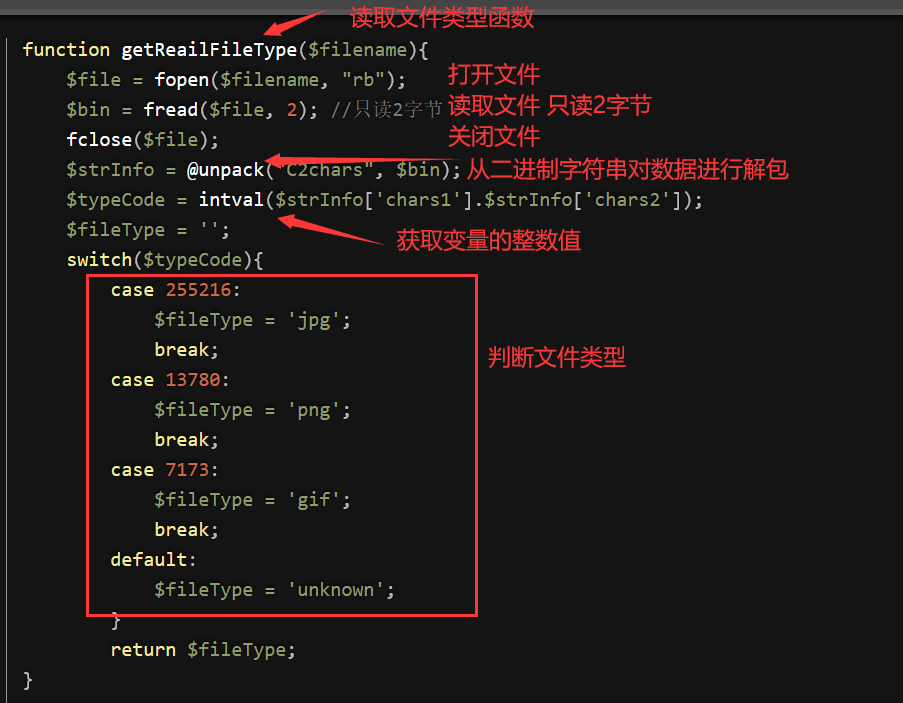 读取文件类型函数
function getReailFileType($filename){
$file = fopen($filename, "rb"); 打开文件
$bin = fread($file, 2); //只读2字节 读取文件 只读2字节
fclose($file); 关闭文件
$strInfo = @unpack("C2chars", $bin); 从二进制字符串对数据进行解包
$typeCode = intval($strInfo['chars1'].$strInfo['chars2']);
$fileType = ''; 获取变量的整数值
switch($typeCode){
case 255216:
$fileType = 'jpg';
break; 判断文件类型
case 13780:
$fileType = 'png';
break;
case 7173:
$fileType = 'gif';
break;
default:
$fileType = 'unknown';
}
return $fileType;
}